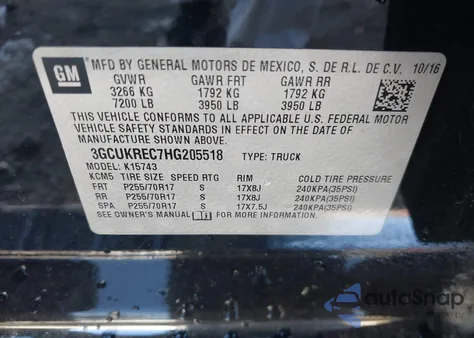 GM
MFD BY GENERAL MOTORS DE MEXICO, S. DE R.L. DE C.V. 10/16
GVWR GAWR FRT GAWR RR
3266 KG 1792 KG 1792 KG
7200 LB 3950 LB 3950 LB
THIS VEHICLE CONFORMS TO ALL APPLICABLE U.S. FEDERAL MOTOR
VEHICLE SAFETY STANDARDS IN EFFECT ON THE DATE OF
MANUFACTURE SHOWN ABOVE.
3GCUKREC7HG205518 TYPE: TRUCK
MODEL: K15743
KCM5 TIRE SIZE SPEED RTG RIM COLD TIRE PRESSURE
FRT P255/70R17 S 17X8J 240KPA(35PSI)
RR P255/70R17 S 17X8J 240KPA(35PSI)
SPA P255/70R17 S 17X7.5J 240KPA(35PSI)
SEE OWNER'S MANUAL i
autoSnap